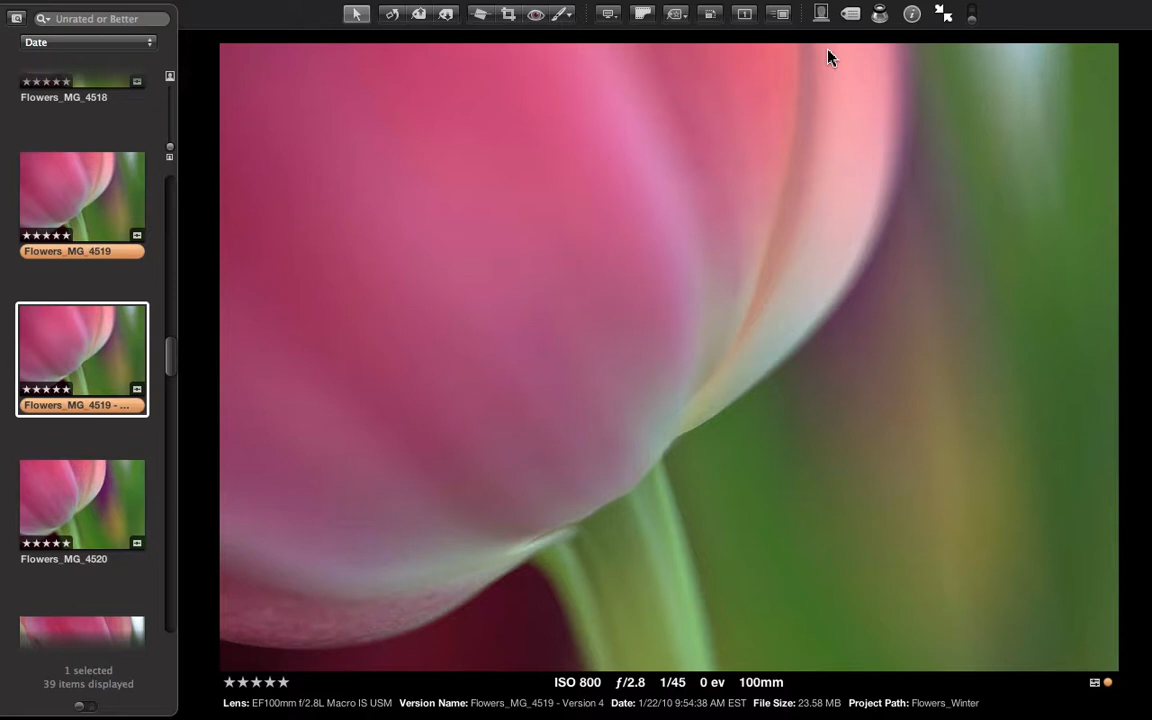 Unrated or Better
Date
Flowers_MG_4518
Flowers_MG_4519
Flowers_MG_4519 - ...
Flowers_MG_4520
1 selected
39 items displayed
ISO 800 ƒ/2.8 1/45 0 ev 100mm
Lens: EF100mm f/2.8L Macro IS USM Version Name: Flowers_MG_4519 - Version 4 Date: 1/22/10 9:54:38 AM EST File Size: 23.58 MB Project Path: Flowers_Winter